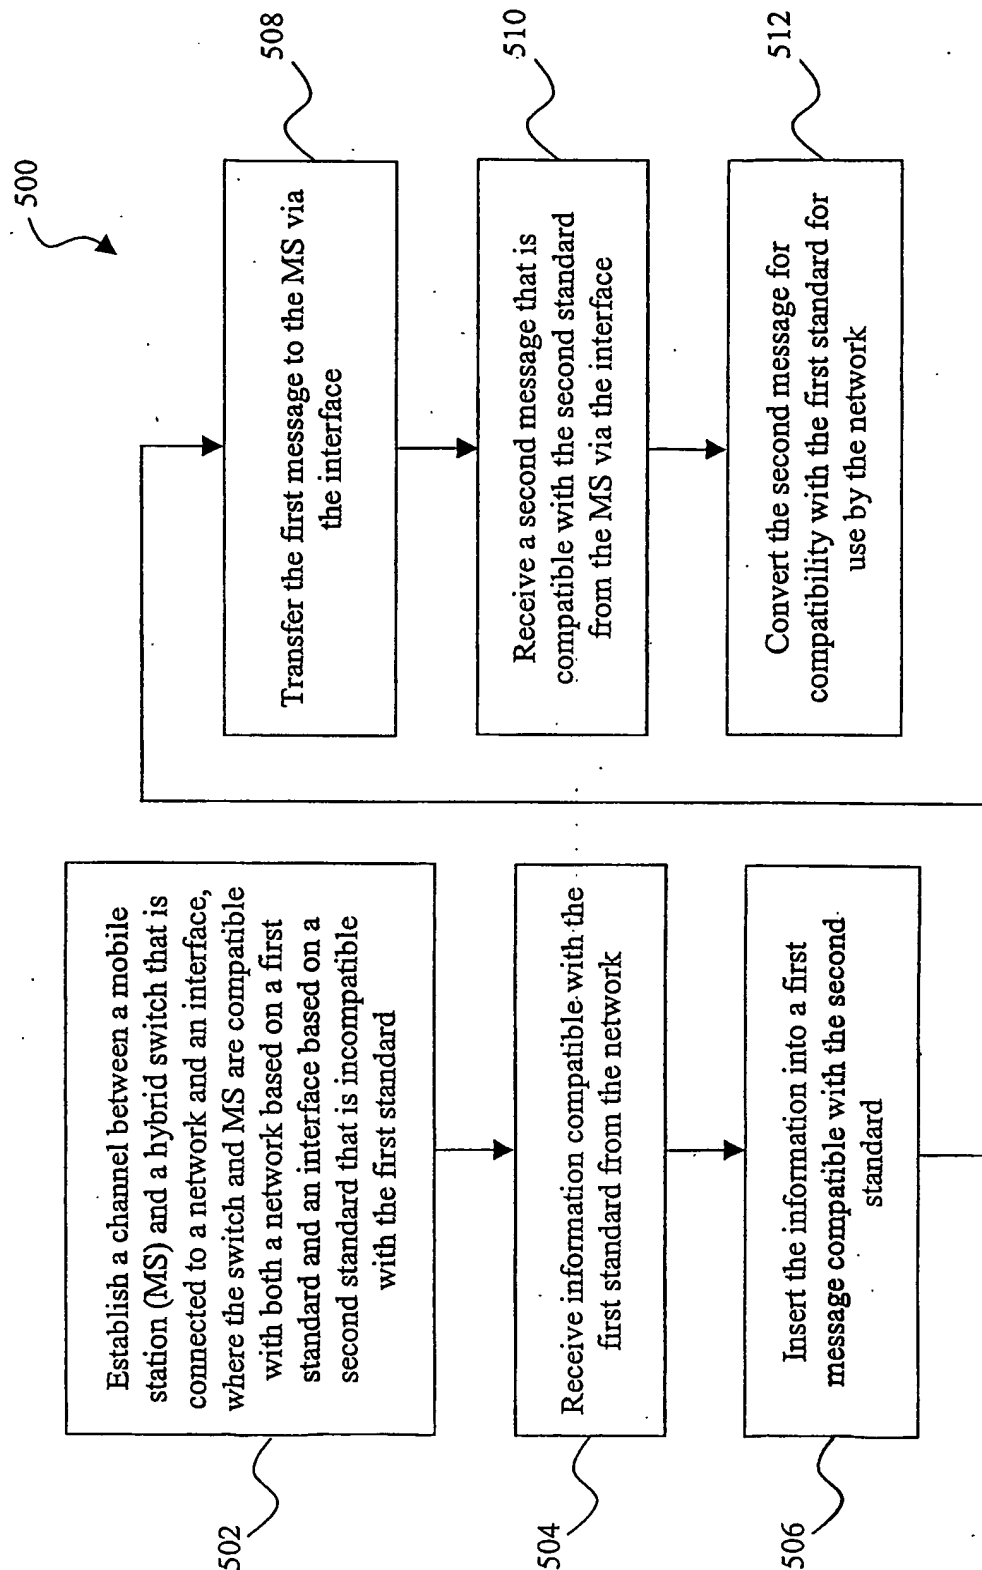 500
502
Establish a channel between a mobile
station (MS) and a hybrid switch that is
connected to a network and an interface,
where the switch and MS are compatible
with both a network based on a first
standard and an interface based on a
second standard that is incompatible
with the first standard
504
Receive information compatible with the
first standard from the network
506
Insert the information into a first
message compatible with the second
standard
508
Transfer the first message to the MS via
the interface
510
Receive a second message that is
compatible with the second standard
from the MS via the interface
512
Convert the second message for
compatibility with the first standard for
use by the network